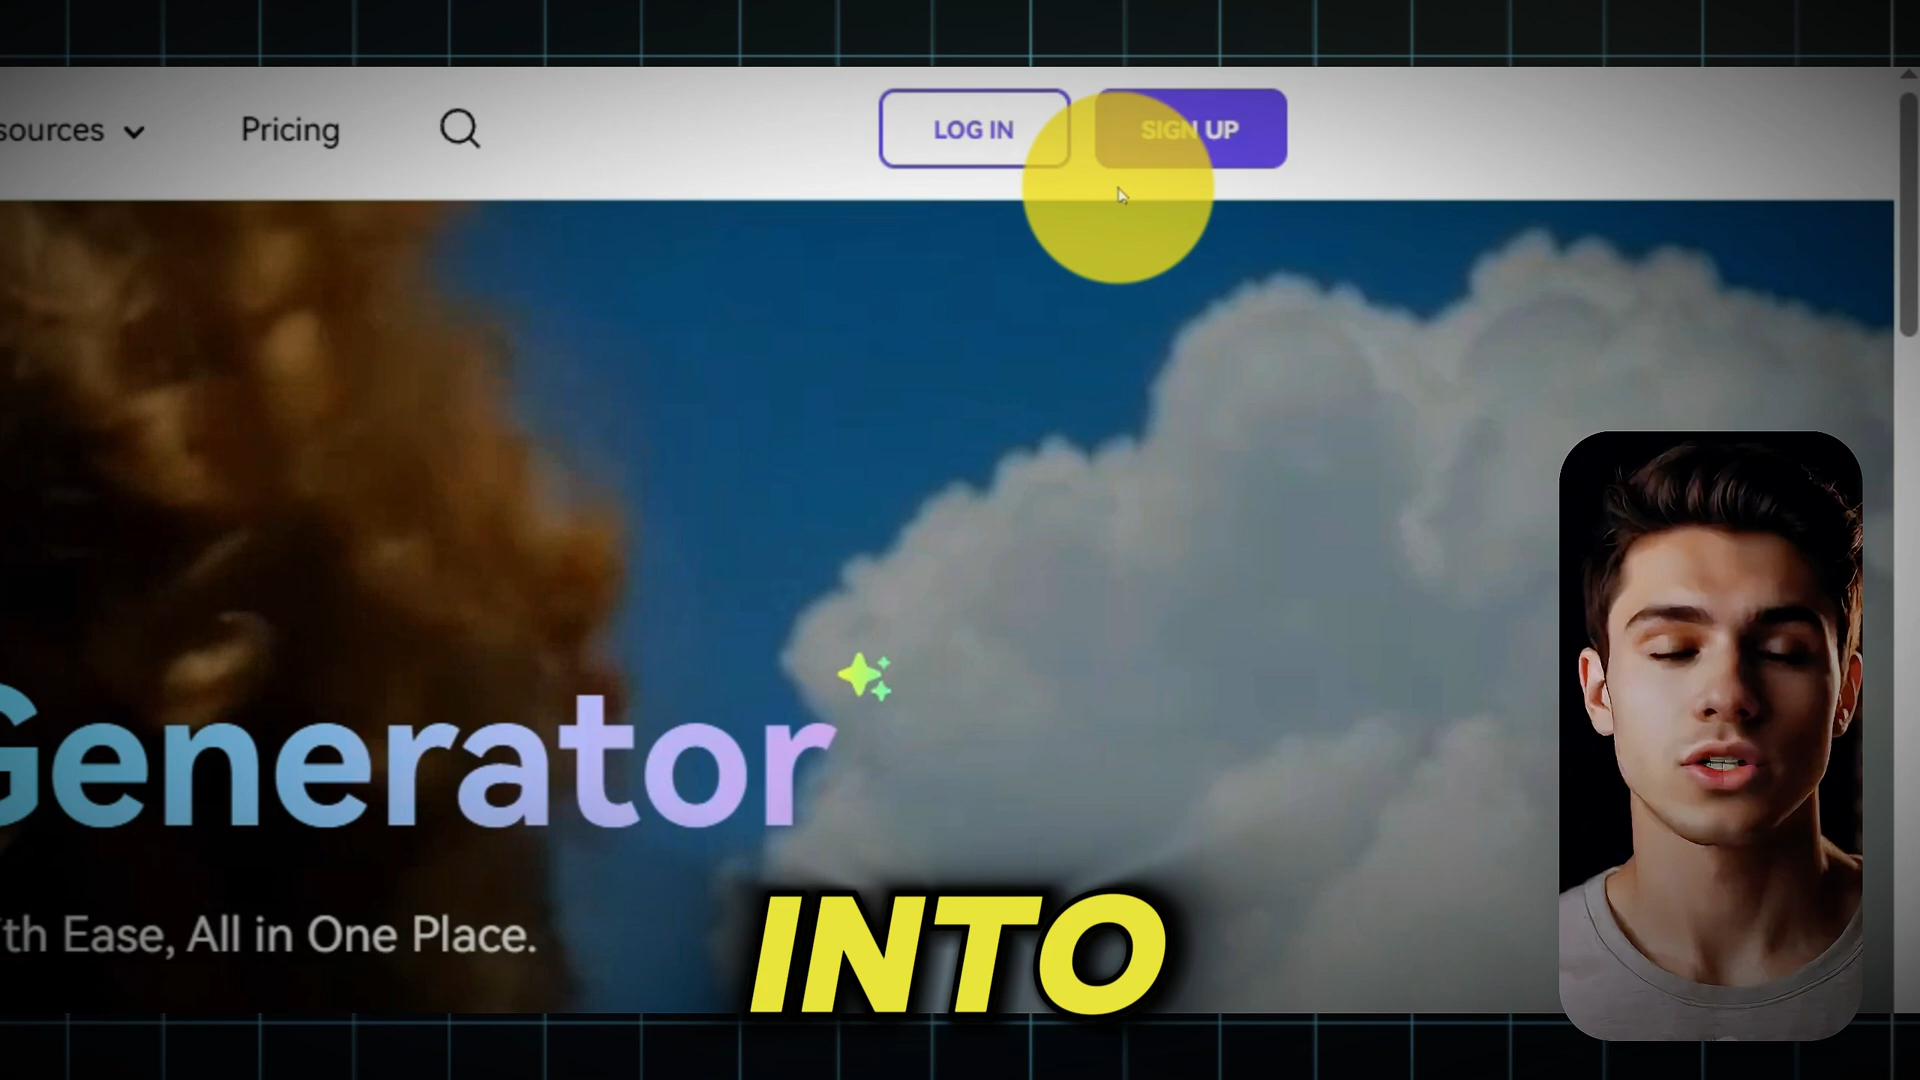 sources Pricing LOG IN SIGN UP
Generator
th Ease, All in One Place.
INTO